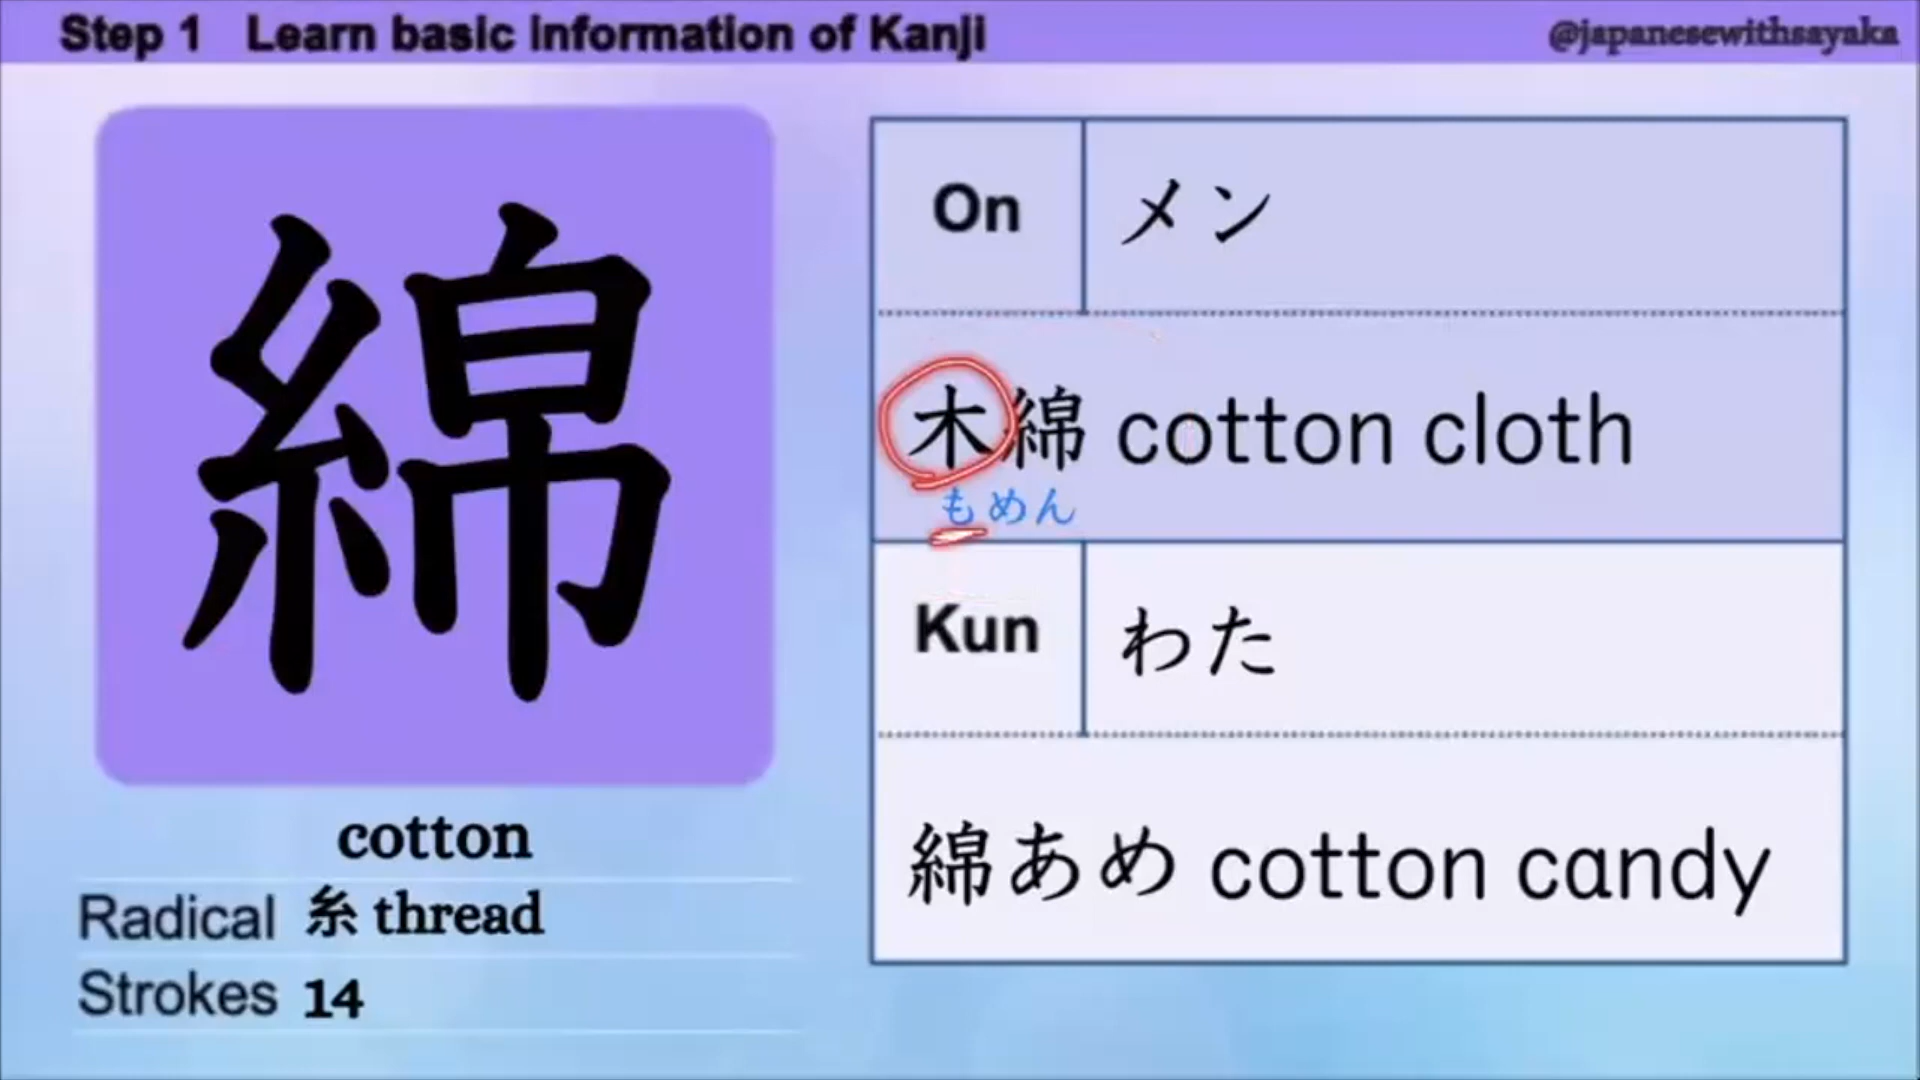 Step 1 Learn basic information of Kanji
@japanesewithsayaka
綿
cotton
Radical 糸 thread
Strokes 14
On メン
木綿 cotton cloth
もめん
Kun わた
綿あめ cotton candy